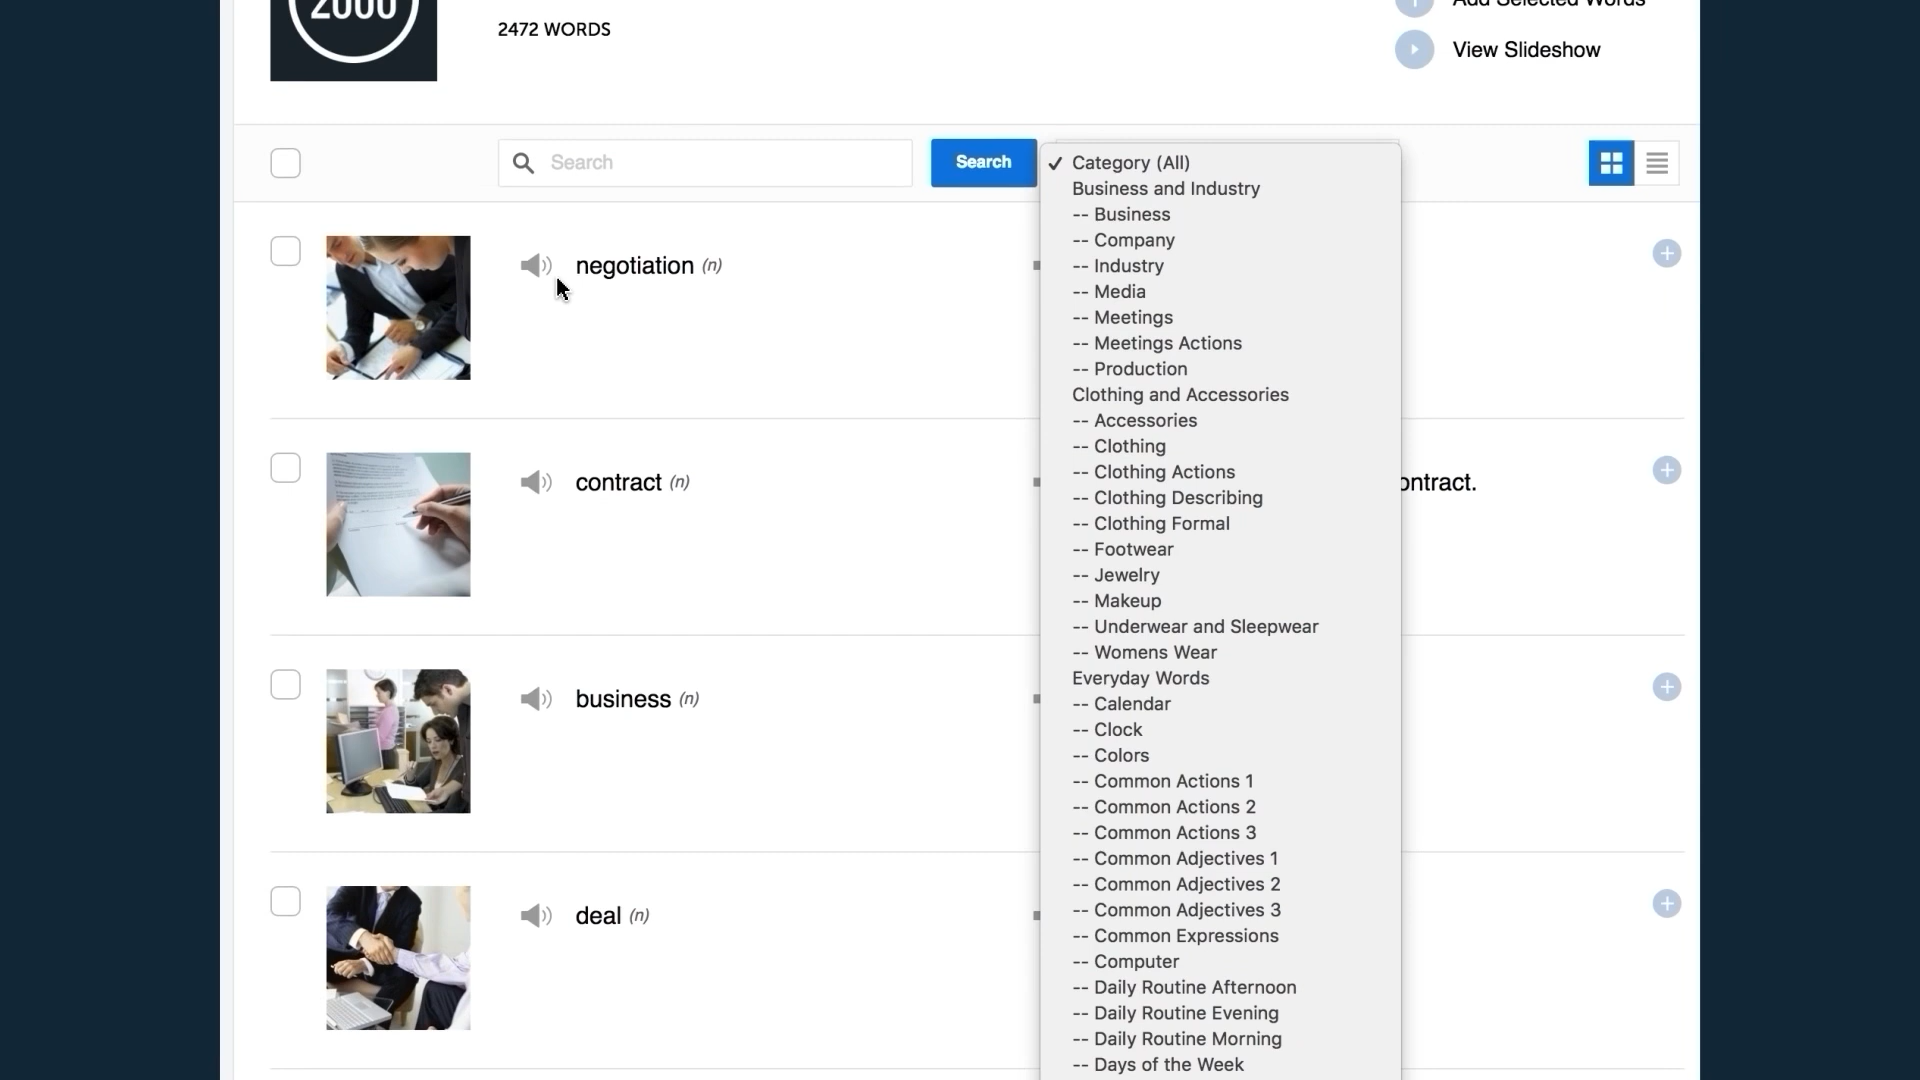 2000
2472 WORDS
Add Selected Words
View Slideshow
Search
Search
✓ Category (All)
Business and Industry
-- Business
-- Company
-- Industry
-- Media
-- Meetings
-- Meetings Actions
-- Production
Clothing and Accessories
-- Accessories
-- Clothing
-- Clothing Actions
-- Clothing Describing
-- Clothing Formal
-- Footwear
-- Jewelry
-- Makeup
-- Underwear and Sleepwear
-- Womens Wear
Everyday Words
-- Calendar
-- Clock
-- Colors
-- Common Actions 1
-- Common Actions 2
-- Common Actions 3
-- Common Adjectives 1
-- Common Adjectives 2
-- Common Adjectives 3
-- Common Expressions
-- Computer
-- Daily Routine Afternoon
-- Daily Routine Evening
-- Daily Routine Morning
-- Days of the Week
negotiation (n)
contract (n)
ontract.
business (n)
deal (n)